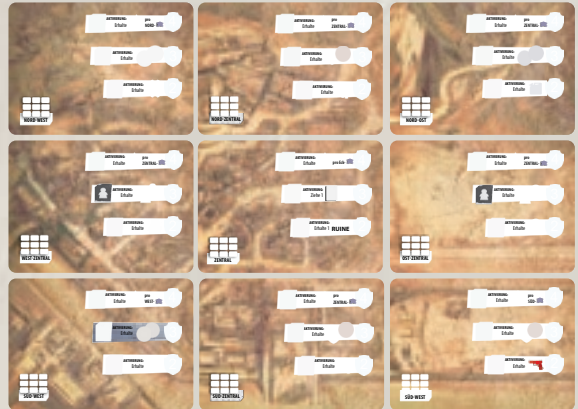 AKTIVIERUNG: pro
Erhalte NORD-
AKTIVIERUNG:
Erhalte
AKTIVIERUNG:
Erhalte
NORD-WEST
AKTIVIERUNG: pro
Erhalte ZENTRAL-
AKTIVIERUNG:
Erhalte
AKTIVIERUNG:
Erhalte
NORD-ZENTRAL
AKTIVIERUNG: pro
Erhalte ZENTRAL-
AKTIVIERUNG:
Erhalte
AKTIVIERUNG:
Erhalte
NORD-OST
AKTIVIERUNG: pro
Erhalte ZENTRAL-
AKTIVIERUNG:
Erhalte
AKTIVIERUNG:
Erhalte
WEST-ZENTRAL
AKTIVIERUNG:
Erhalte pro
AKTIVIERUNG:
Ziehe 1
AKTIVIERUNG:
Erhalte 1 RUINE
ZENTRAL
AKTIVIERUNG: pro
Erhalte ZENTRAL-
AKTIVIERUNG:
Erhalte
AKTIVIERUNG:
Erhalte
OST-ZENTRAL
AKTIVIERUNG: pro
Erhalte WEST-
AKTIVIERUNG:
Erhalte
AKTIVIERUNG:
Erhalte
SÜD-WEST
AKTIVIERUNG: pro
Erhalte ZENTRAL-
AKTIVIERUNG:
Erhalte
AKTIVIERUNG:
Erhalte
SÜD-ZENTRAL
AKTIVIERUNG: pro
Erhalte SÜD-
AKTIVIERUNG:
Erhalte
AKTIVIERUNG:
Erhalte
SÜD-WEST